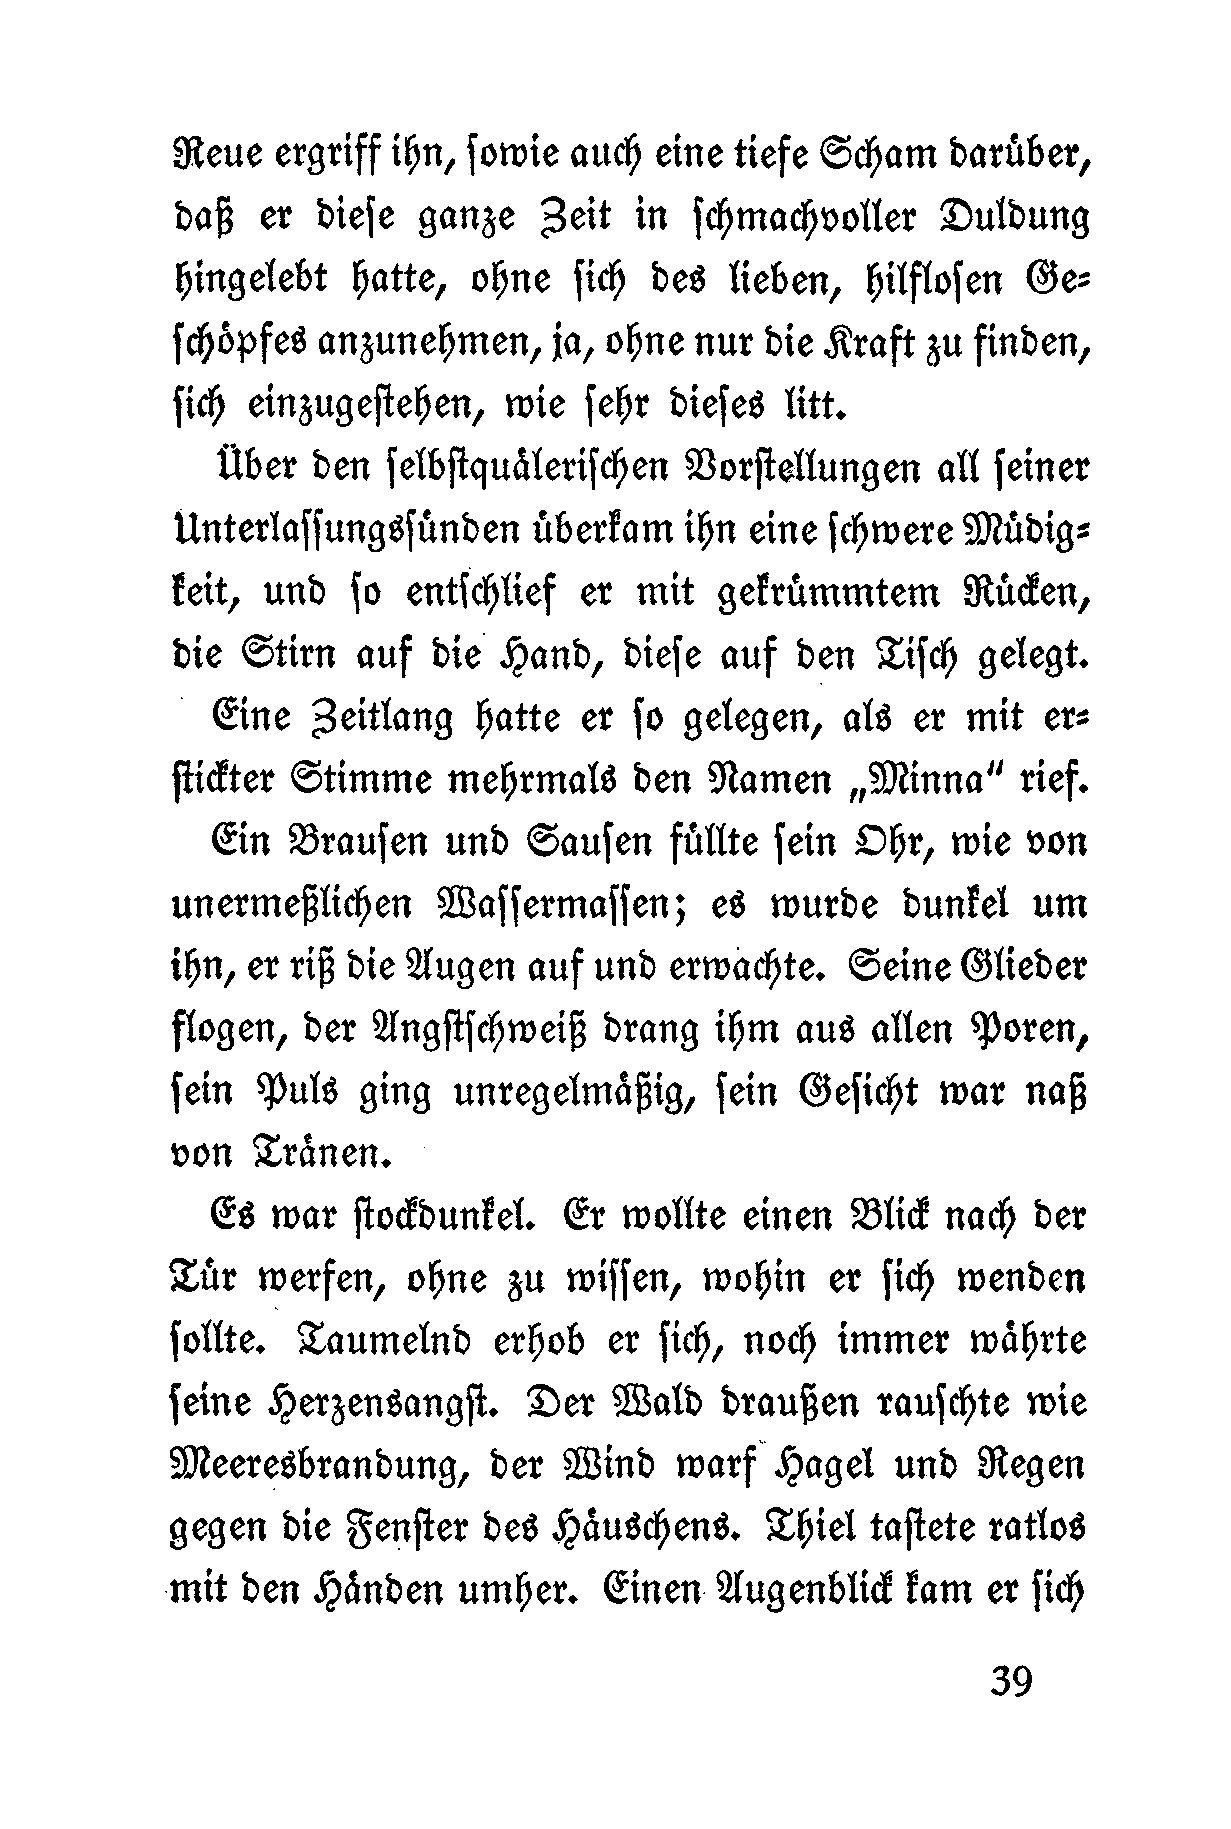 Reue ergriff ihn, ſowie auch eine tiefe Scham darüber,
daß er dieſe ganze Zeit in ſchmachvoller Duldung
hingelebt hatte, ohne ſich des lieben, hilfloſen Ge-
ſchöpfes anzunehmen, ja, ohne nur die Kraft zu finden,
ſich einzugeſtehen, wie ſehr dieſes litt.
Über den ſelbſtquäleriſchen Vorſtellungen all ſeiner
Unterlaſſungsſünden überkam ihn eine ſchwere Müdig-
keit, und ſo entſchlief er mit gekrümmtem Rücken,
die Stirn auf die Hand, dieſe auf den Tiſch gelegt.
Eine Zeitlang hatte er ſo gelegen, als er mit er-
ſtickter Stimme mehrmals den Namen „Minna“ rief.
Ein Brauſen und Sauſen füllte ſein Ohr, wie von
unermeßlichen Waſſermaſſen; es wurde dunkel um
ihn, er riß die Augen auf und erwachte. Seine Glieder
flogen, der Angſtſchweiß drang ihm aus allen Poren,
ſein Puls ging unregelmäßig, ſein Geſicht war naß
von Tränen.
Es war ſtockdunkel. Er wollte einen Blick nach der
Tür werfen, ohne zu wiſſen, wohin er ſich wenden
ſollte. Taumelnd erhob er ſich, noch immer währte
ſeine Herzensangſt. Der Wald draußen rauſchte wie
Meeresbrandung, der Wind warf Hagel und Regen
gegen die Fenſter des Häuschens. Thiel taſtete ratlos
mit den Händen umher. Einen Augenblick kam er ſich
39